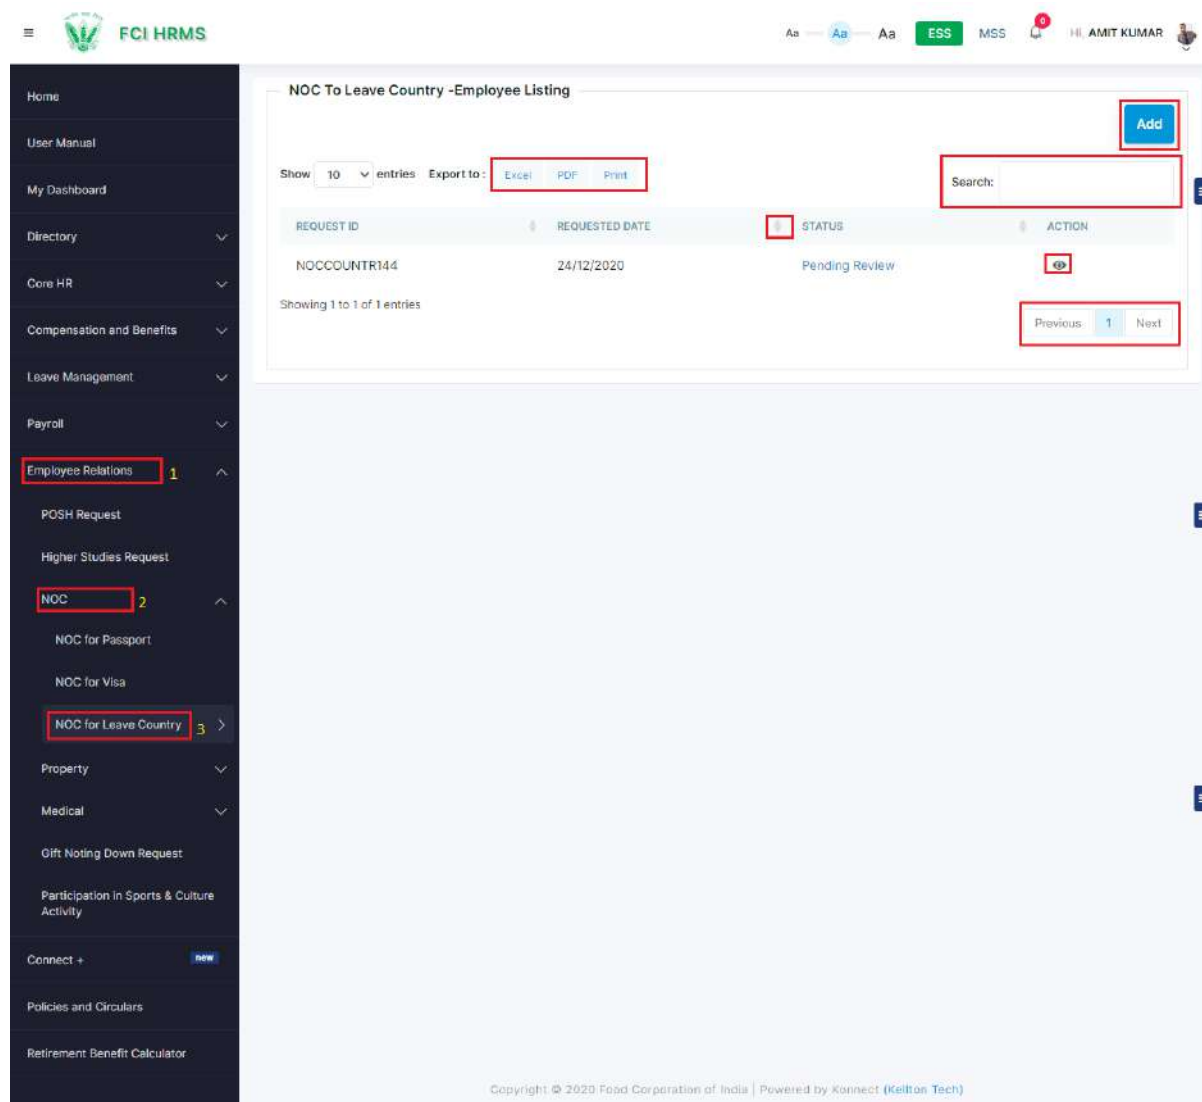 FCI HRMS
Aa Aa Aa ESS MSS 0 Hi, AMIT KUMAR
Home
User Manual
My Dashboard
Directory
Core HR
Compensation and Benefits
Leave Management
Payroll
Employee Relations 1
POSH Request
Higher Studies Request
NOC 2
NOC for Passport
NOC for Visa
NOC for Leave Country 3
Property
Medical
Gift Noting Down Request
Participation in Sports & Culture
Activity
Connect + new
Policies and Circulars
Retirement Benefit Calculator
NOC To Leave Country -Employee Listing
Add
Show 10 entries Export to : Excel PDF Print
Search:
REQUEST ID REQUESTED DATE STATUS ACTION
NOCCOUNTR144 24/12/2020 Pending Review
Showing 1 to 1 of 1 entries
Previous 1 Next
Copyright © 2020 Food Corporation of India | Powered by Konnect (Kellton Tech)